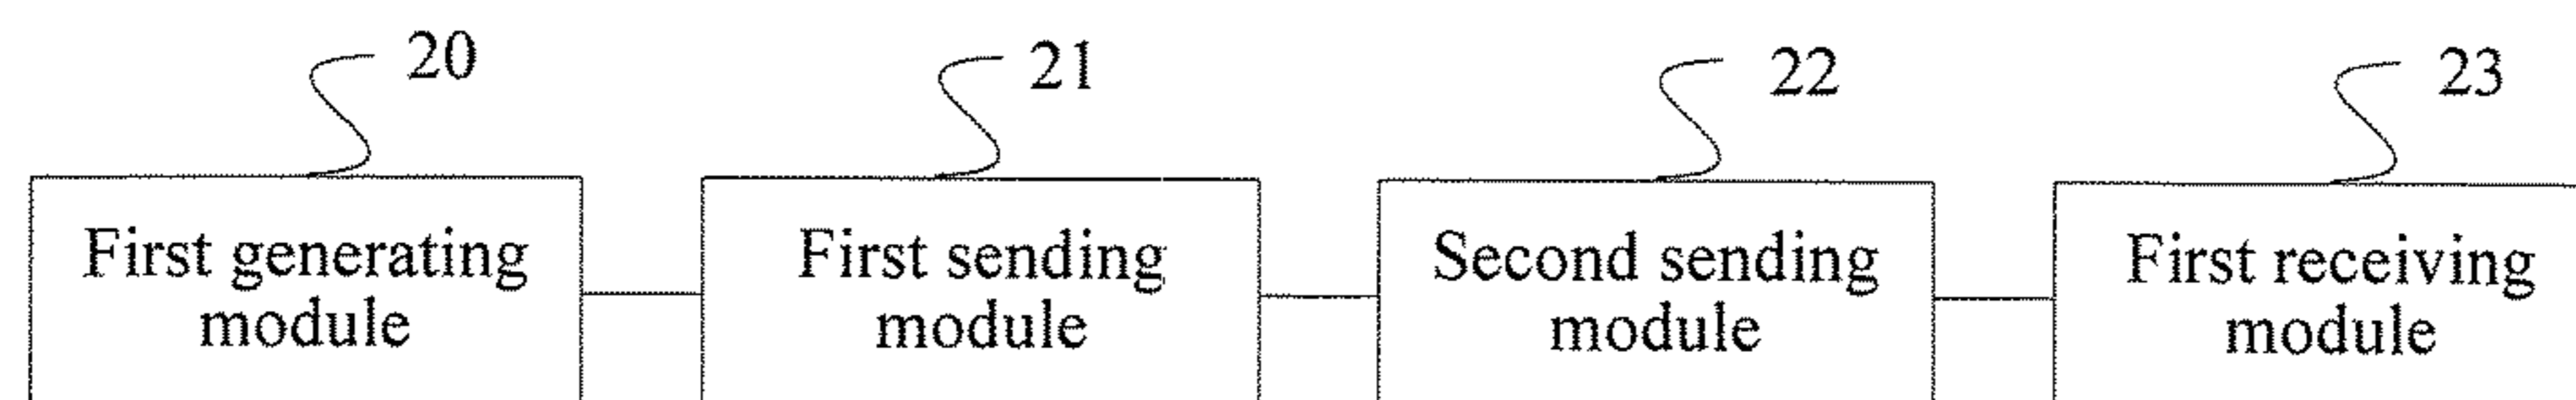 20
21
22
23
First generating
module
First sending
module
Second sending
module
First receiving
module